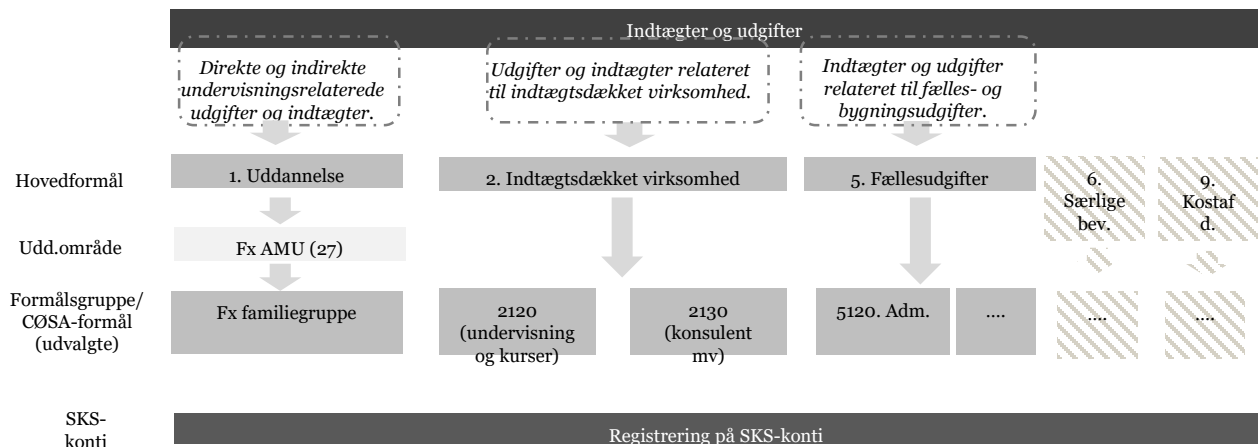 Indtægter og udgifter
Direkte og indirekte
undervisningsrelaterede
udgifter og indtægter.
Udgifter og indtægter relateret
til indtægtsdækket virksomhed.
Indtægter og udgifter
relateret til fælles- og
bygningsudgifter.
Hovedformål
1. Uddannelse
2. Indtægtsdækket virksomhed
5. Fællesudgifter
6.
Særlige
bev.
9.
Kostaf
d.
Udd.område
Fx AMU (27)
Formålsgruppe/
CØSA-formål
(udvalgte)
Fx familiegruppe
2120
(undervisning
og kurser)
2130
(konsulent
mv)
5120. Adm.
....
....
....
SKS-
konti
Registrering på SKS-konti